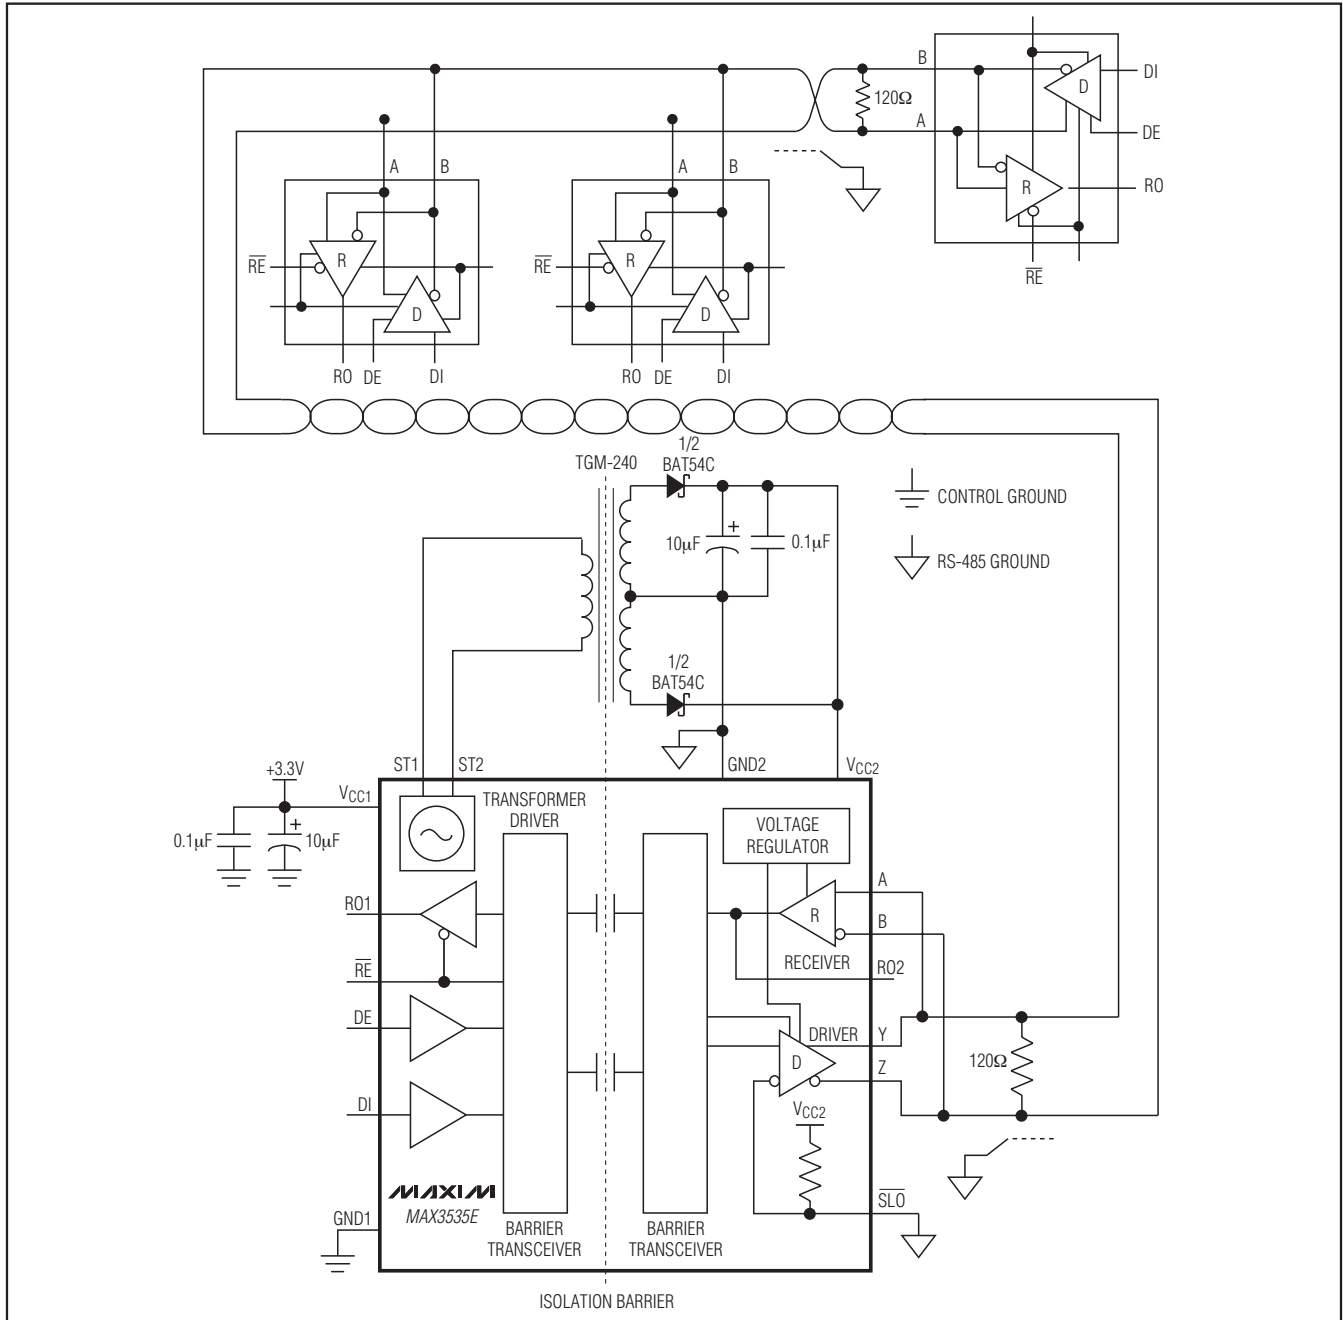 B
120Ω
A
D
DI
DE
R
RO
RE
A B
A B
RE
R
D
RO DE DI
RE
R
D
RO DE DI
TGM-240
1/2
BAT54C
10µF
+
0.1µF
CONTROL GROUND
RS-485 GROUND
1/2
BAT54C
ST1 ST2
GND2
VCC2
+3.3V
VCC1
0.1µF
+
10µF
TRANSFORMER
DRIVER
VOLTAGE
REGULATOR
RO1
RE
DE
DI
R
A
B
RECEIVER
RO2
DRIVER
D
Y
Z
120Ω
VCC2
SLO
MAXIM
MAX3535E
GND1
BARRIER
TRANSCEIVER
BARRIER
TRANSCEIVER
ISOLATION BARRIER